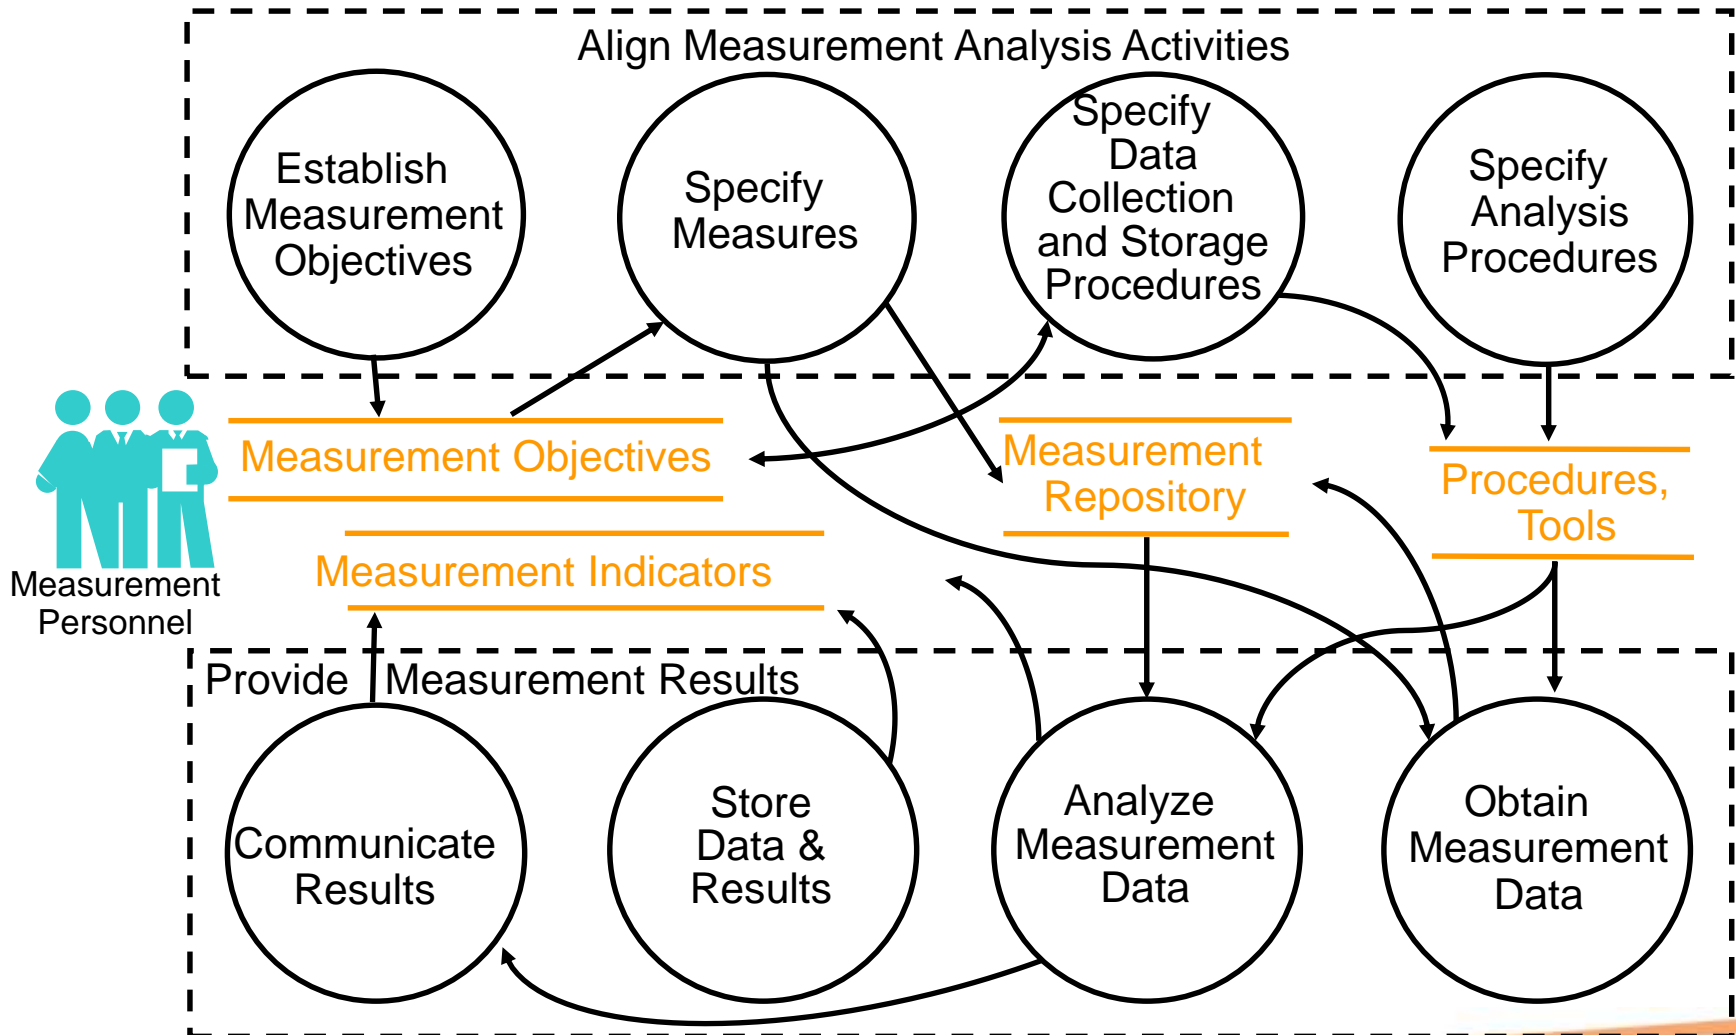 Align Measurement Analysis Activities
Establish
Measurement
Objectives
Specify
Measures
Specify
Data
Collection
and Storage
Procedures
Specify
Analysis
Procedures
Measurement Objectives
Measurement
Repository
Procedures,
Tools
Measurement Indicators
Measurement
Personnel
Provide Measurement Results
Communicate
Results
Store
Data &
Results
Analyze
Measurement
Data
Obtain
Measurement
Data